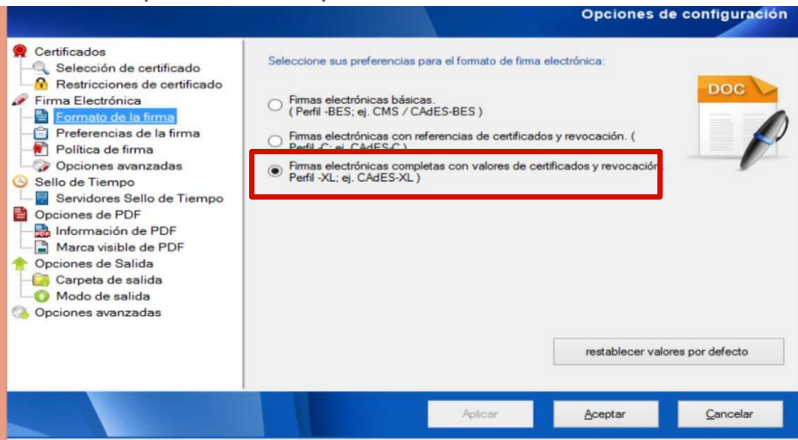 Opciones de configuración
Certificados
Selección de certificado
Restricciones de certificado
Firma Electrónica
Formato de la firma
Preferencias de la firma
Política de firma
Opciones avanzadas
Sello de Tiempo
Servidores Sello de Tiempo
Opciones de PDF
Información de PDF
Marca visible de PDF
Opciones de Salida
Carpeta de salida
Modo de salida
Opciones avanzadas
Seleccione sus preferencias para el formato de firma electrónica:
Firmas electrónicas básicas.
( Perfil -BES; ej. CMS / CAdES-BES )
Firmas electrónicas con referencias de certificados y revocación. (
Perfil -C; ej. CAdES-C )
Firmas electrónicas completas con valores de certificados y revocación
Perfil -XL; ej. CAdES-XL )
DOC
restablecer valores por defecto
Aplicar
Aceptar
Cancelar